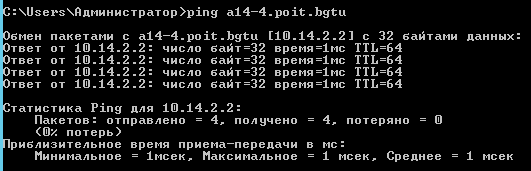 C:\Users\Администратор>ping a14-4.poit.bgtu
Обмен пакетами с a14-4.poit.bgtu [10.14.2.2] с 32 байтами данных:
Ответ от 10.14.2.2: число байт=32 время=1мс TTL=64
Ответ от 10.14.2.2: число байт=32 время=1мс TTL=64
Ответ от 10.14.2.2: число байт=32 время=1мс TTL=64
Ответ от 10.14.2.2: число байт=32 время=1мс TTL=64
Статистика Ping для 10.14.2.2:
Пакетов: отправлено = 4, получено = 4, потеряно = 0
(0% потерь)
Приблизительное время приема-передачи в мс:
Минимальное = 1мсек, Максимальное = 1 мсек, Среднее = 1 мсек